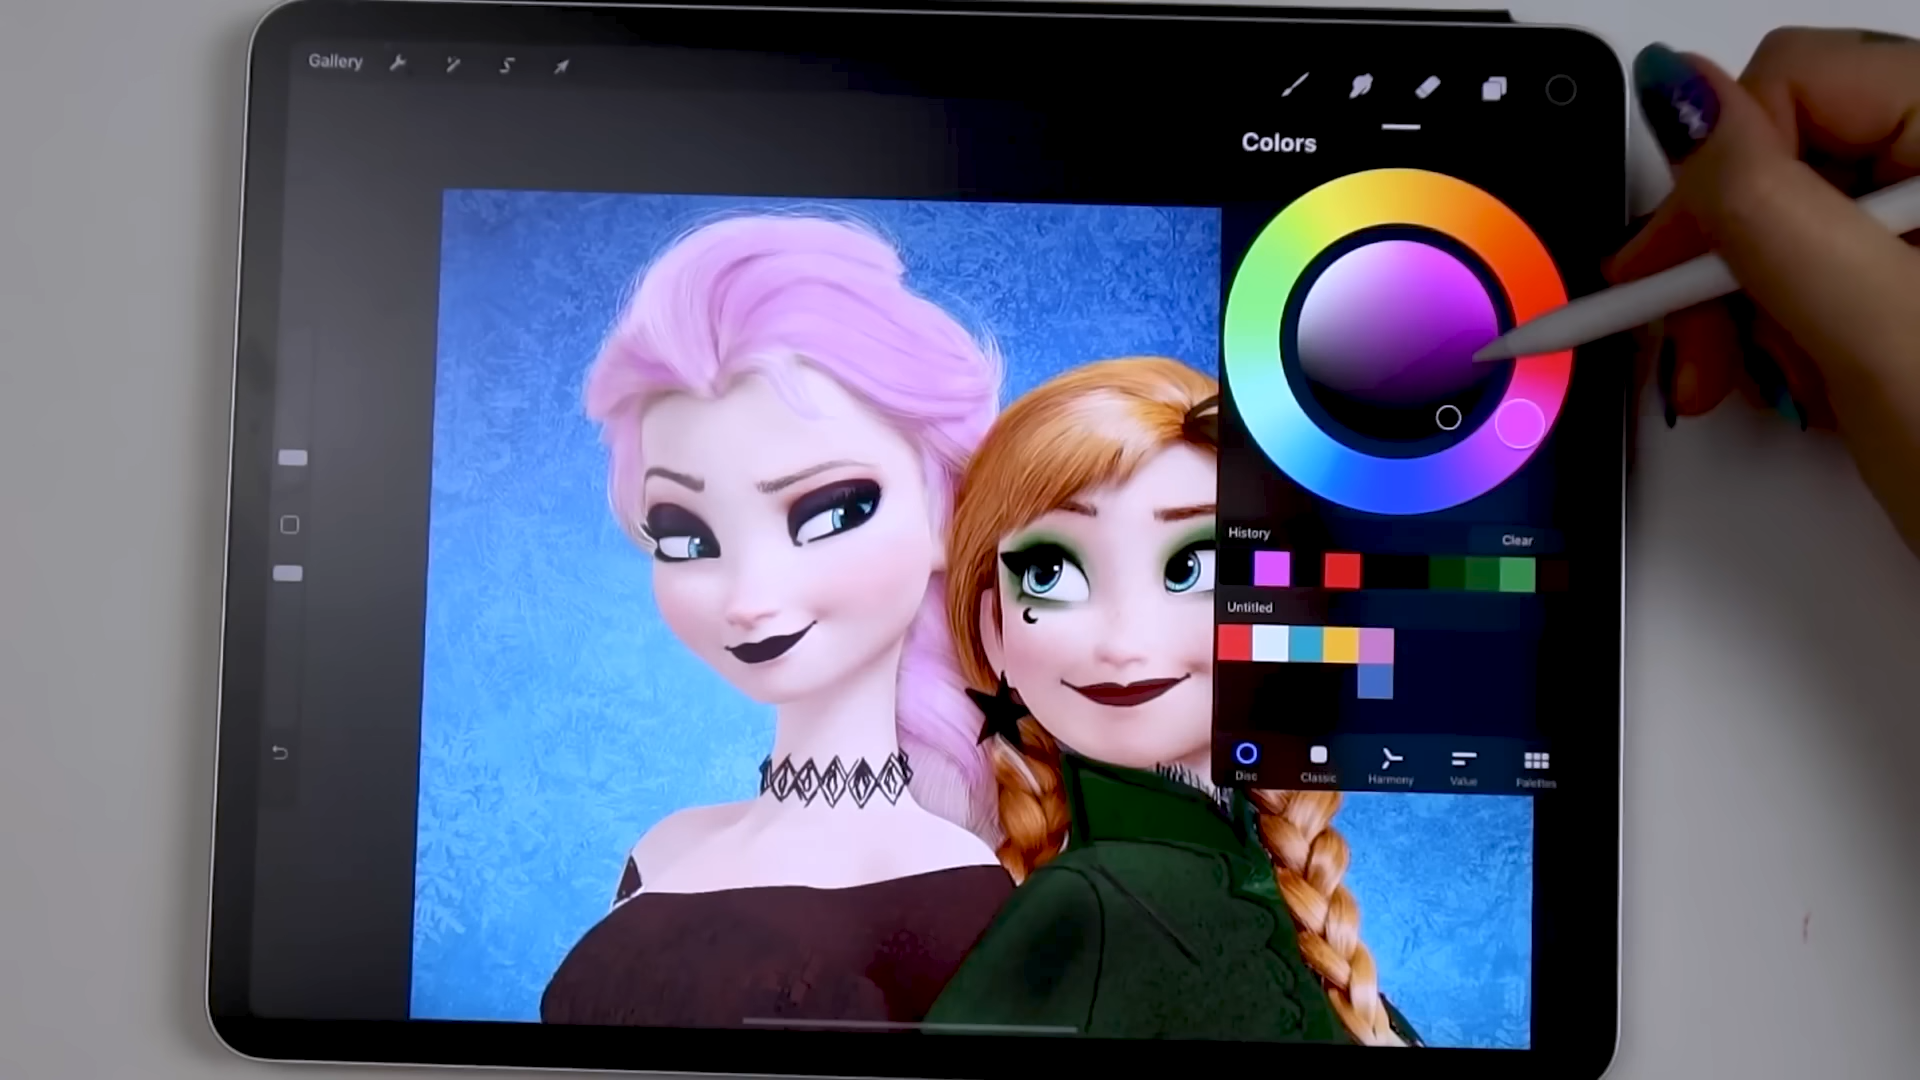 Gallery
Colors
History
Clear
Untitled
Disc
Classic
Harmony
Value
Palettes